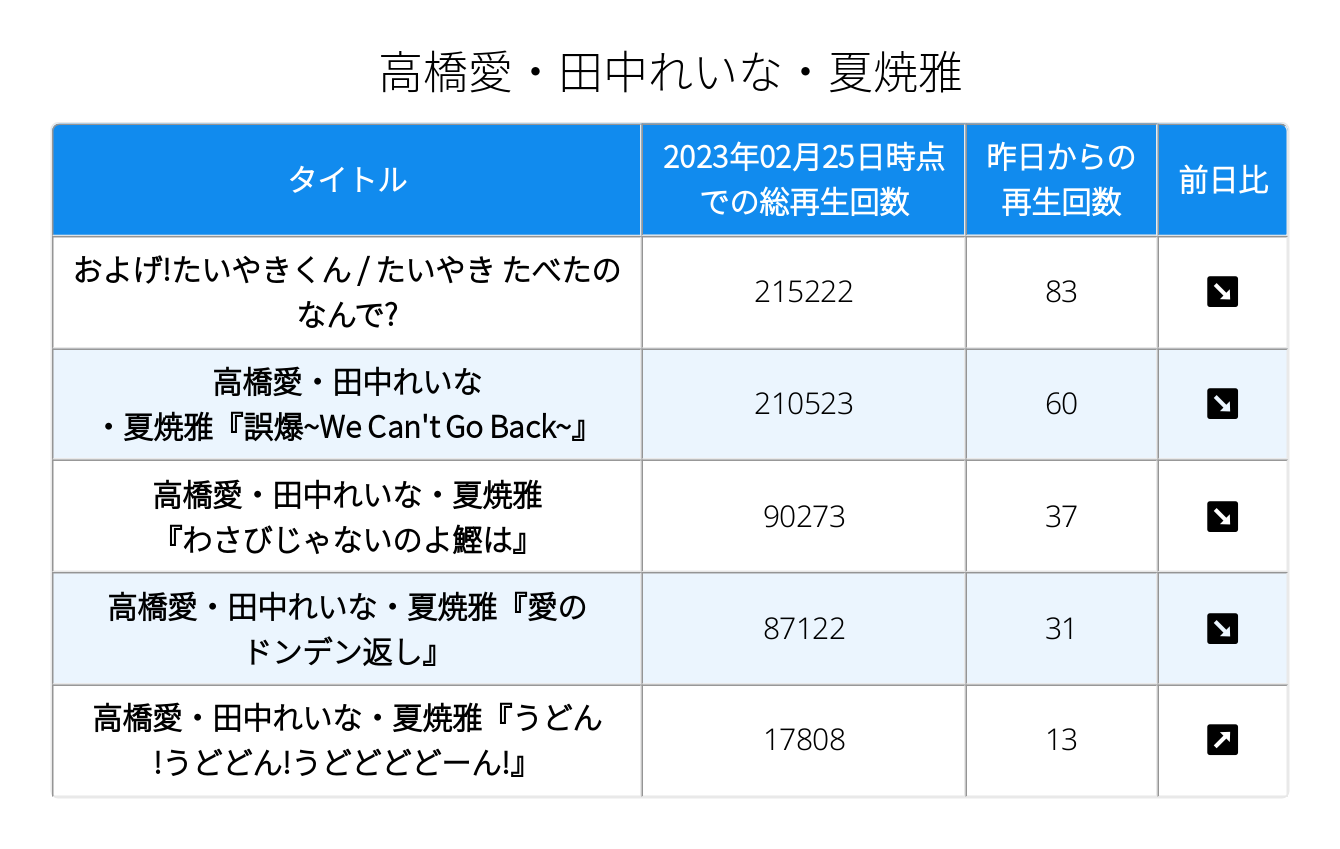 高橋愛・田中れいな・夏焼雅
タイトル
2023年02月25日時点
での総再生回数
昨日からの
再生回数
前日比
およげ!たいやきくん / たいやき たべたの
なんで?
215222
83
高橋愛・田中れいな
・夏焼雅『誤爆~We Can't Go Back~』
210523
60
高橋愛・田中れいな・夏焼雅
『わさびじゃないのよ鰹は』
90273
37
高橋愛・田中れいな・夏焼雅『愛の
ドンデン返し』
87122
31
高橋愛・田中れいな・夏焼雅『うどん
!うどどん!うどどどどーん!』
17808
13